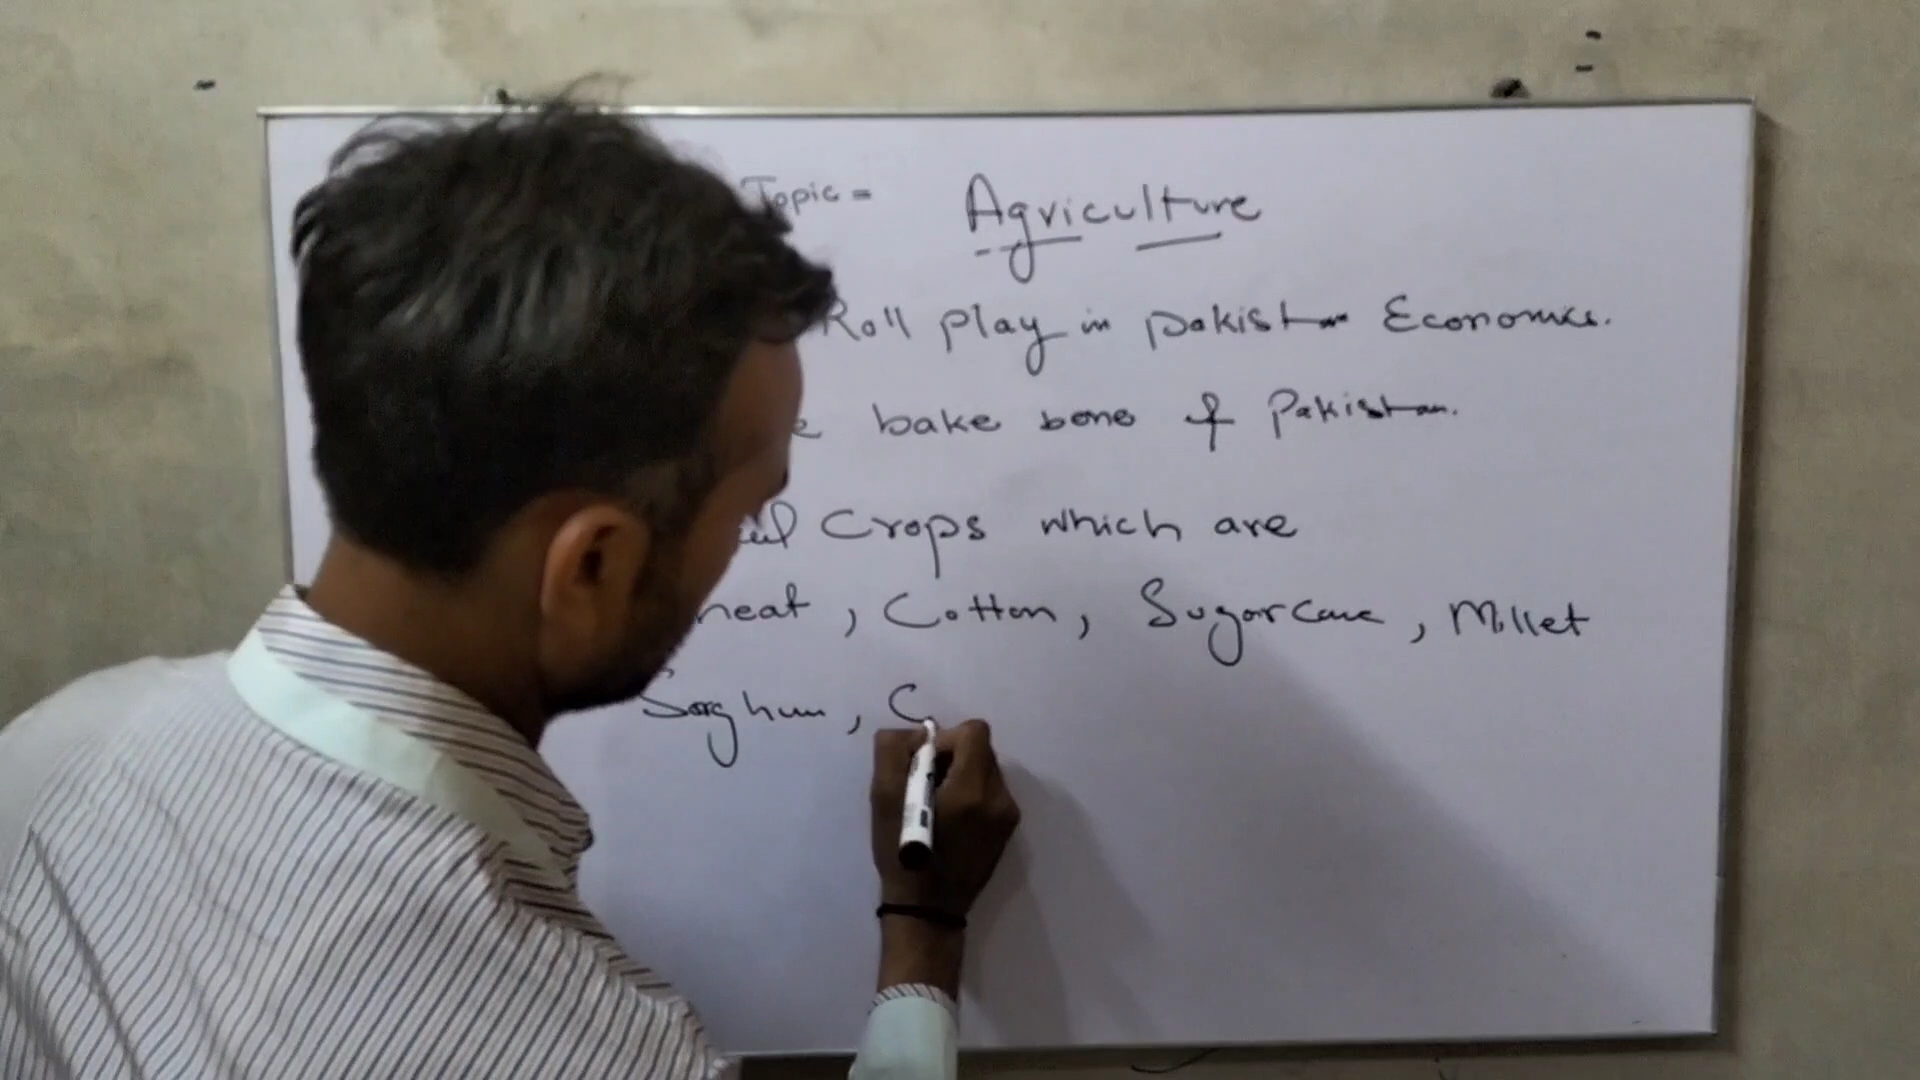 Topic = Agriculture
Roll play in pakistan Economics.
bake bone of Pakistan.
Crops which are
heat, Cotton, Sugarcane, Millet
Sorghum, C